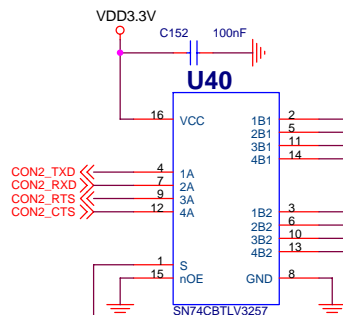 VDD3.3V
C152 100nF
U40
16 VCC 1B1 2
2B1 5
3B1 11
4B1 14
CON2_TXD 4 1A
CON2_RXD 7 2A
CON2_RTS 9 3A
CON2_CTS 12 4A
1B2 3
2B2 6
3B2 10
4B2 13
1 S
15 nOE GND 8
SN74CBTLV3257